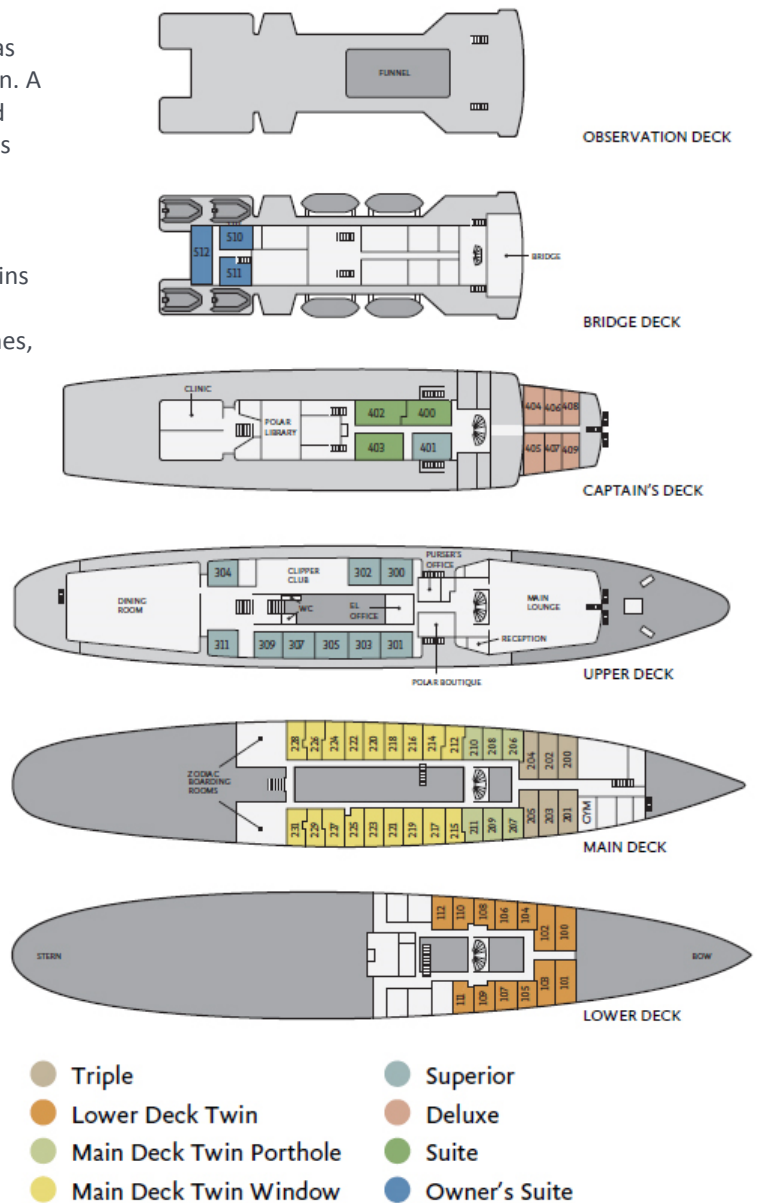 as
n. A
d
s
ins
nes,
FUNNEL
OBSERVATION DECK
512
510
511
BRIDGE
BRIDGE DECK
CLINIC
POLAR
LIBRARY
402 400
403 401
404 406 408
405 407 409
CAPTAIN'S DECK
304
DINING
ROOM
CLIPPER
CLUB
302 300
PURSER'S
OFFICE
WC
EL
OFFICE
MAIN
LOUNGE
311
309 307 305 303 301
RECEPTION
POLAR BOUTIQUE
UPPER DECK
228 226 224 222 220 218 216 214 212 210 208 206 204 202 200
ZODIAC
BOARDING
ROOMS
231 229 227 225 223 221 219 217 215 211 209 207 205 203 201
GYM
MAIN DECK
112 110 108 106 104 102 100
STERN
BOW
111 109 107 105 103 101
LOWER DECK
Triple
Superior
Lower Deck Twin
Deluxe
Main Deck Twin Porthole
Suite
Main Deck Twin Window
Owner's Suite